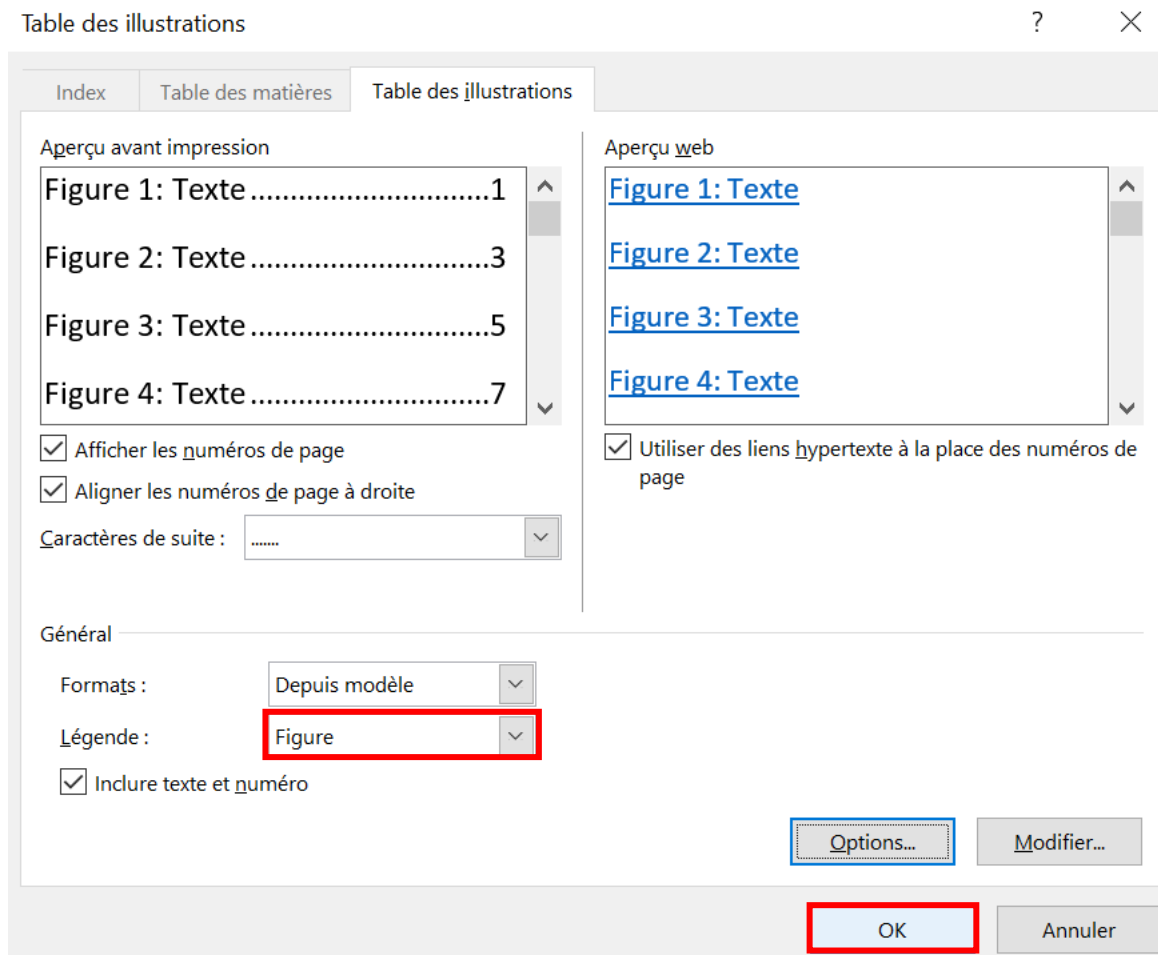 Table des illustrations
?
Index
Table des matières
Table des illustrations
Aperçu avant impression
Figure 1: Texte.............................1
Figure 2: Texte.............................3
Figure 3: Texte.............................5
Figure 4: Texte.............................7
Afficher les numéros de page
Aligner les numéros de page à droite
Caractères de suite : .......
Aperçu web
Figure 1: Texte
Figure 2: Texte
Figure 3: Texte
Figure 4: Texte
Utiliser des liens hypertexte à la place des numéros de
page
Général
Formats : Depuis modèle
Légende : Figure
Inclure texte et numéro
Options...
Modifier...
OK
Annuler